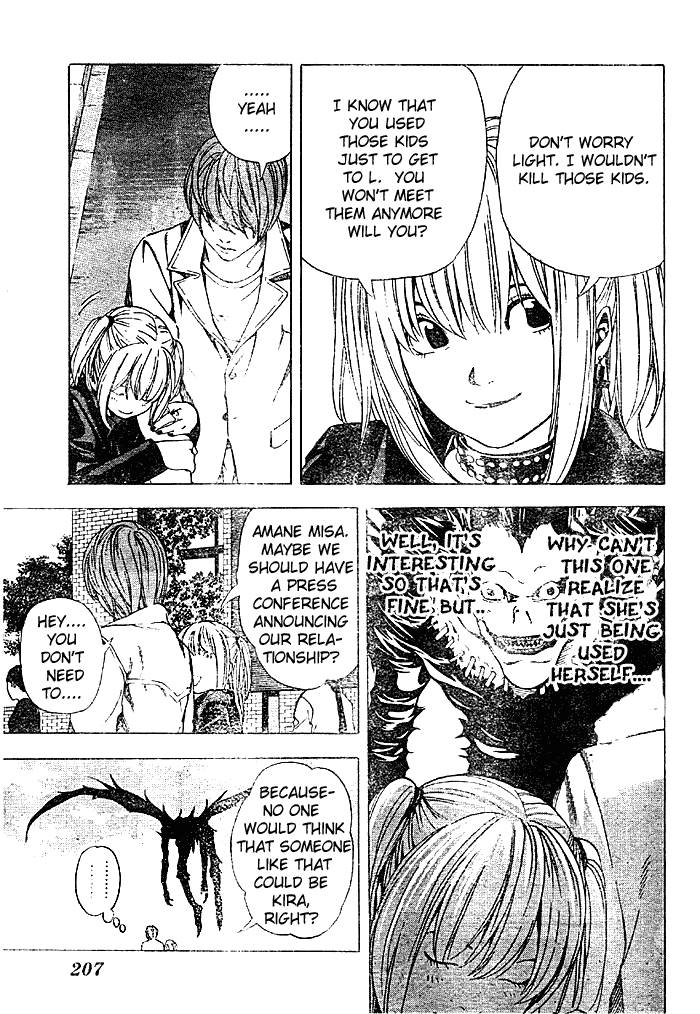 DON'T WORRY
LIGHT. I WOULDN'T
KILL THOSE KIDS.
I KNOW THAT
YOU USED
THOSE KIDS
JUST TO GET
TO L. YOU
WON'T MEET
THEM ANYMORE
WILL YOU?
.....
YEAH
.....
WHY CAN'T
THIS ONE
REALIZE
THAT SHE'S
JUST BEING
USED
HERSELF....
WELL, IT'S
INTERESTING
SO THAT'S
FINE. BUT...
AMANE MISA.
MAYBE WE
SHOULD HAVE
A PRESS
CONFERENCE
ANNOUNCING
OUR RELA-
TIONSHIP?
HEY....
YOU
DON'T
NEED
TO....
BECAUSE-
NO ONE
WOULD THINK
THAT SOMEONE
LIKE THAT
COULD BE
KIRA,
RIGHT?
207